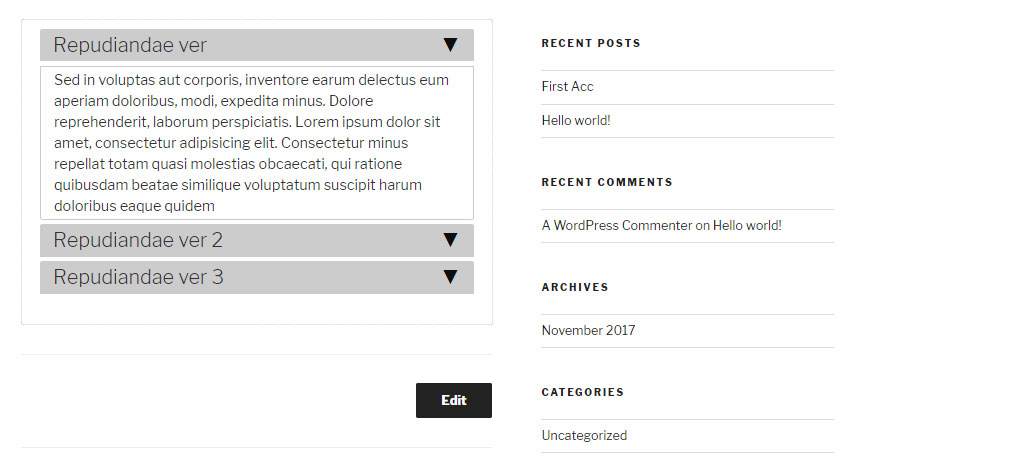 Repudiandae ver ▼
Sed in voluptas aut corporis, inventore earum delectus eum
aperiam doloribus, modi, expedita minus. Dolore
reprehenderit, laborum perspiciatis. Lorem ipsum dolor sit
amet, consectetur adipisicing elit. Consectetur minus
repellat totam quasi molestias obcaecati, qui ratione
quibusdam beatae similique voluptatum suscipit harum
doloribus eaque quidem
Repudiandae ver 2 ▼
Repudiandae ver 3 ▼
Edit
RECENT POSTS
First Acc
Hello world!
RECENT COMMENTS
A WordPress Commenter on Hello world!
ARCHIVES
November 2017
CATEGORIES
Uncategorized